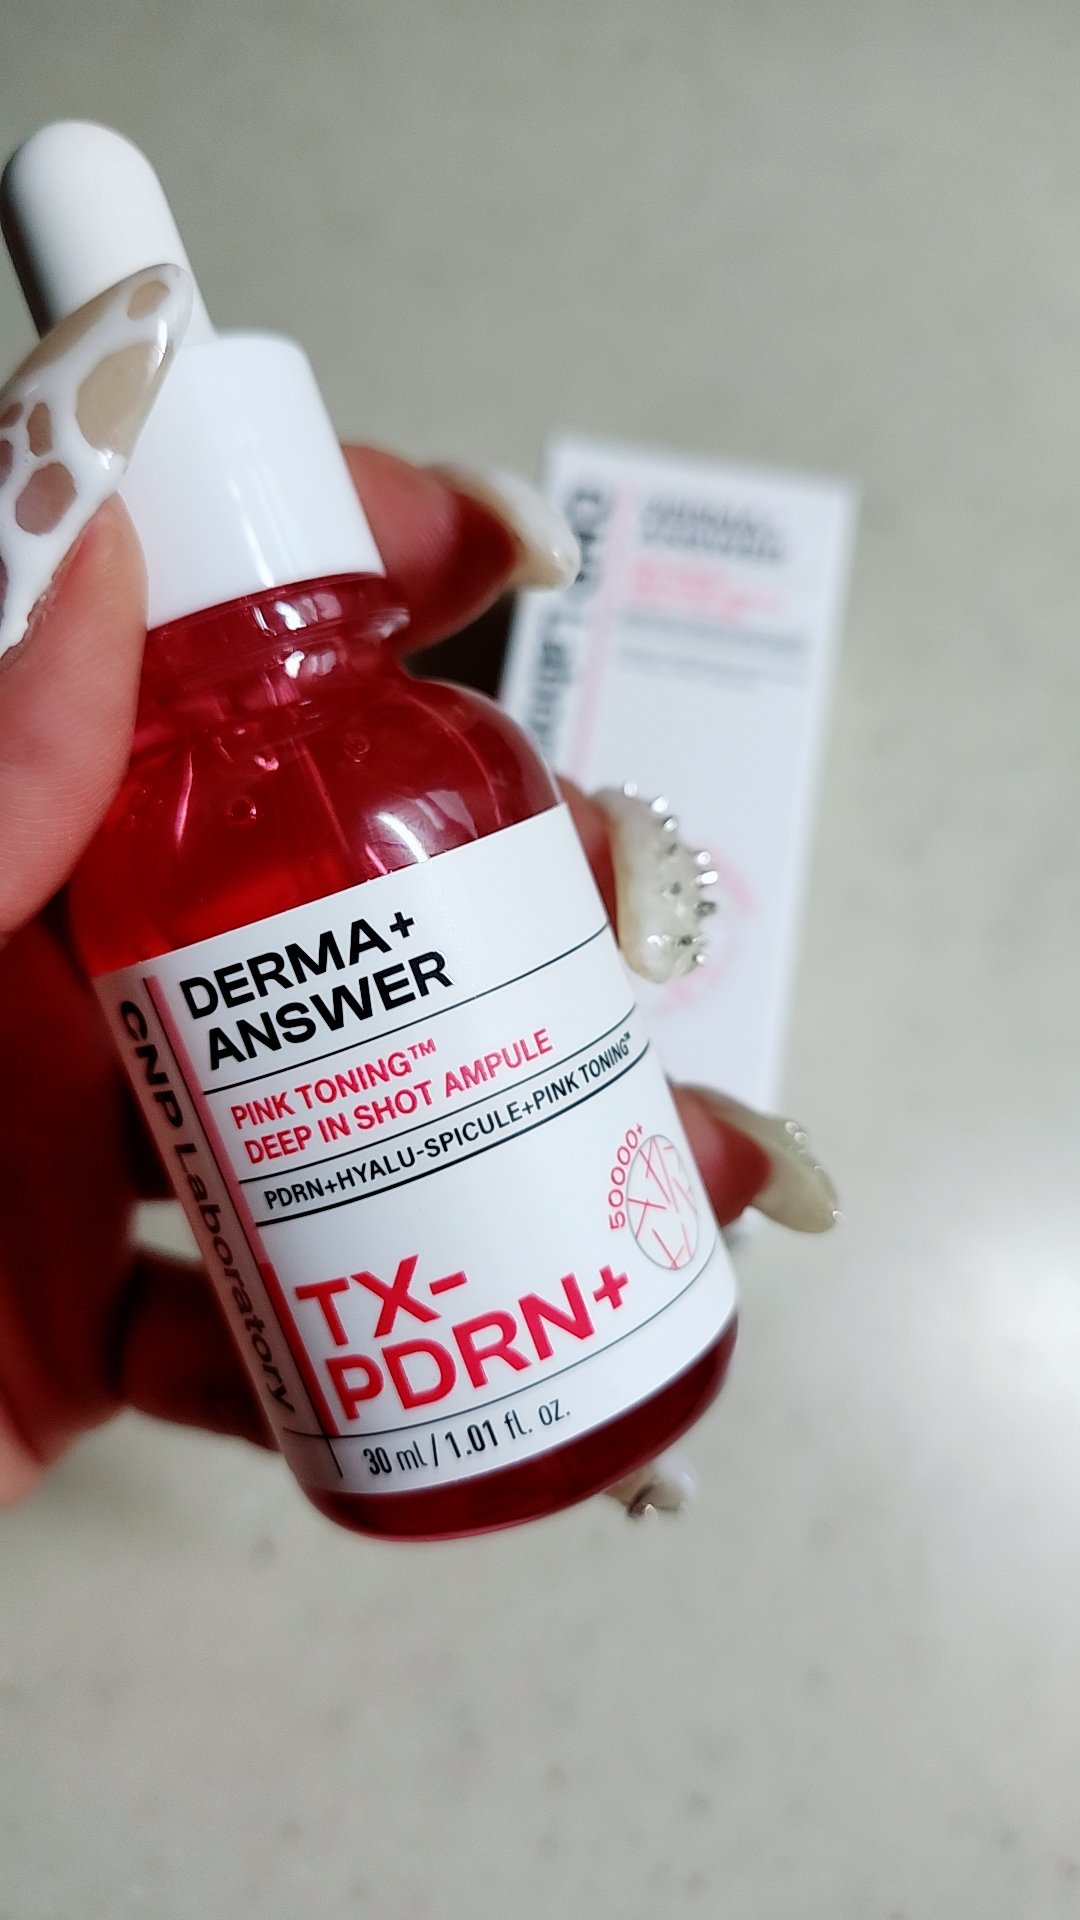 DERMA+
ANSWER
PINK TONING™
DEEP IN SHOT AMPULE
PDRN+HYALU-SPICULE+PINK TONING™
50000+
TX-
PDRN+
30 ml / 1.01 fl. oz.
CNP Laboratory